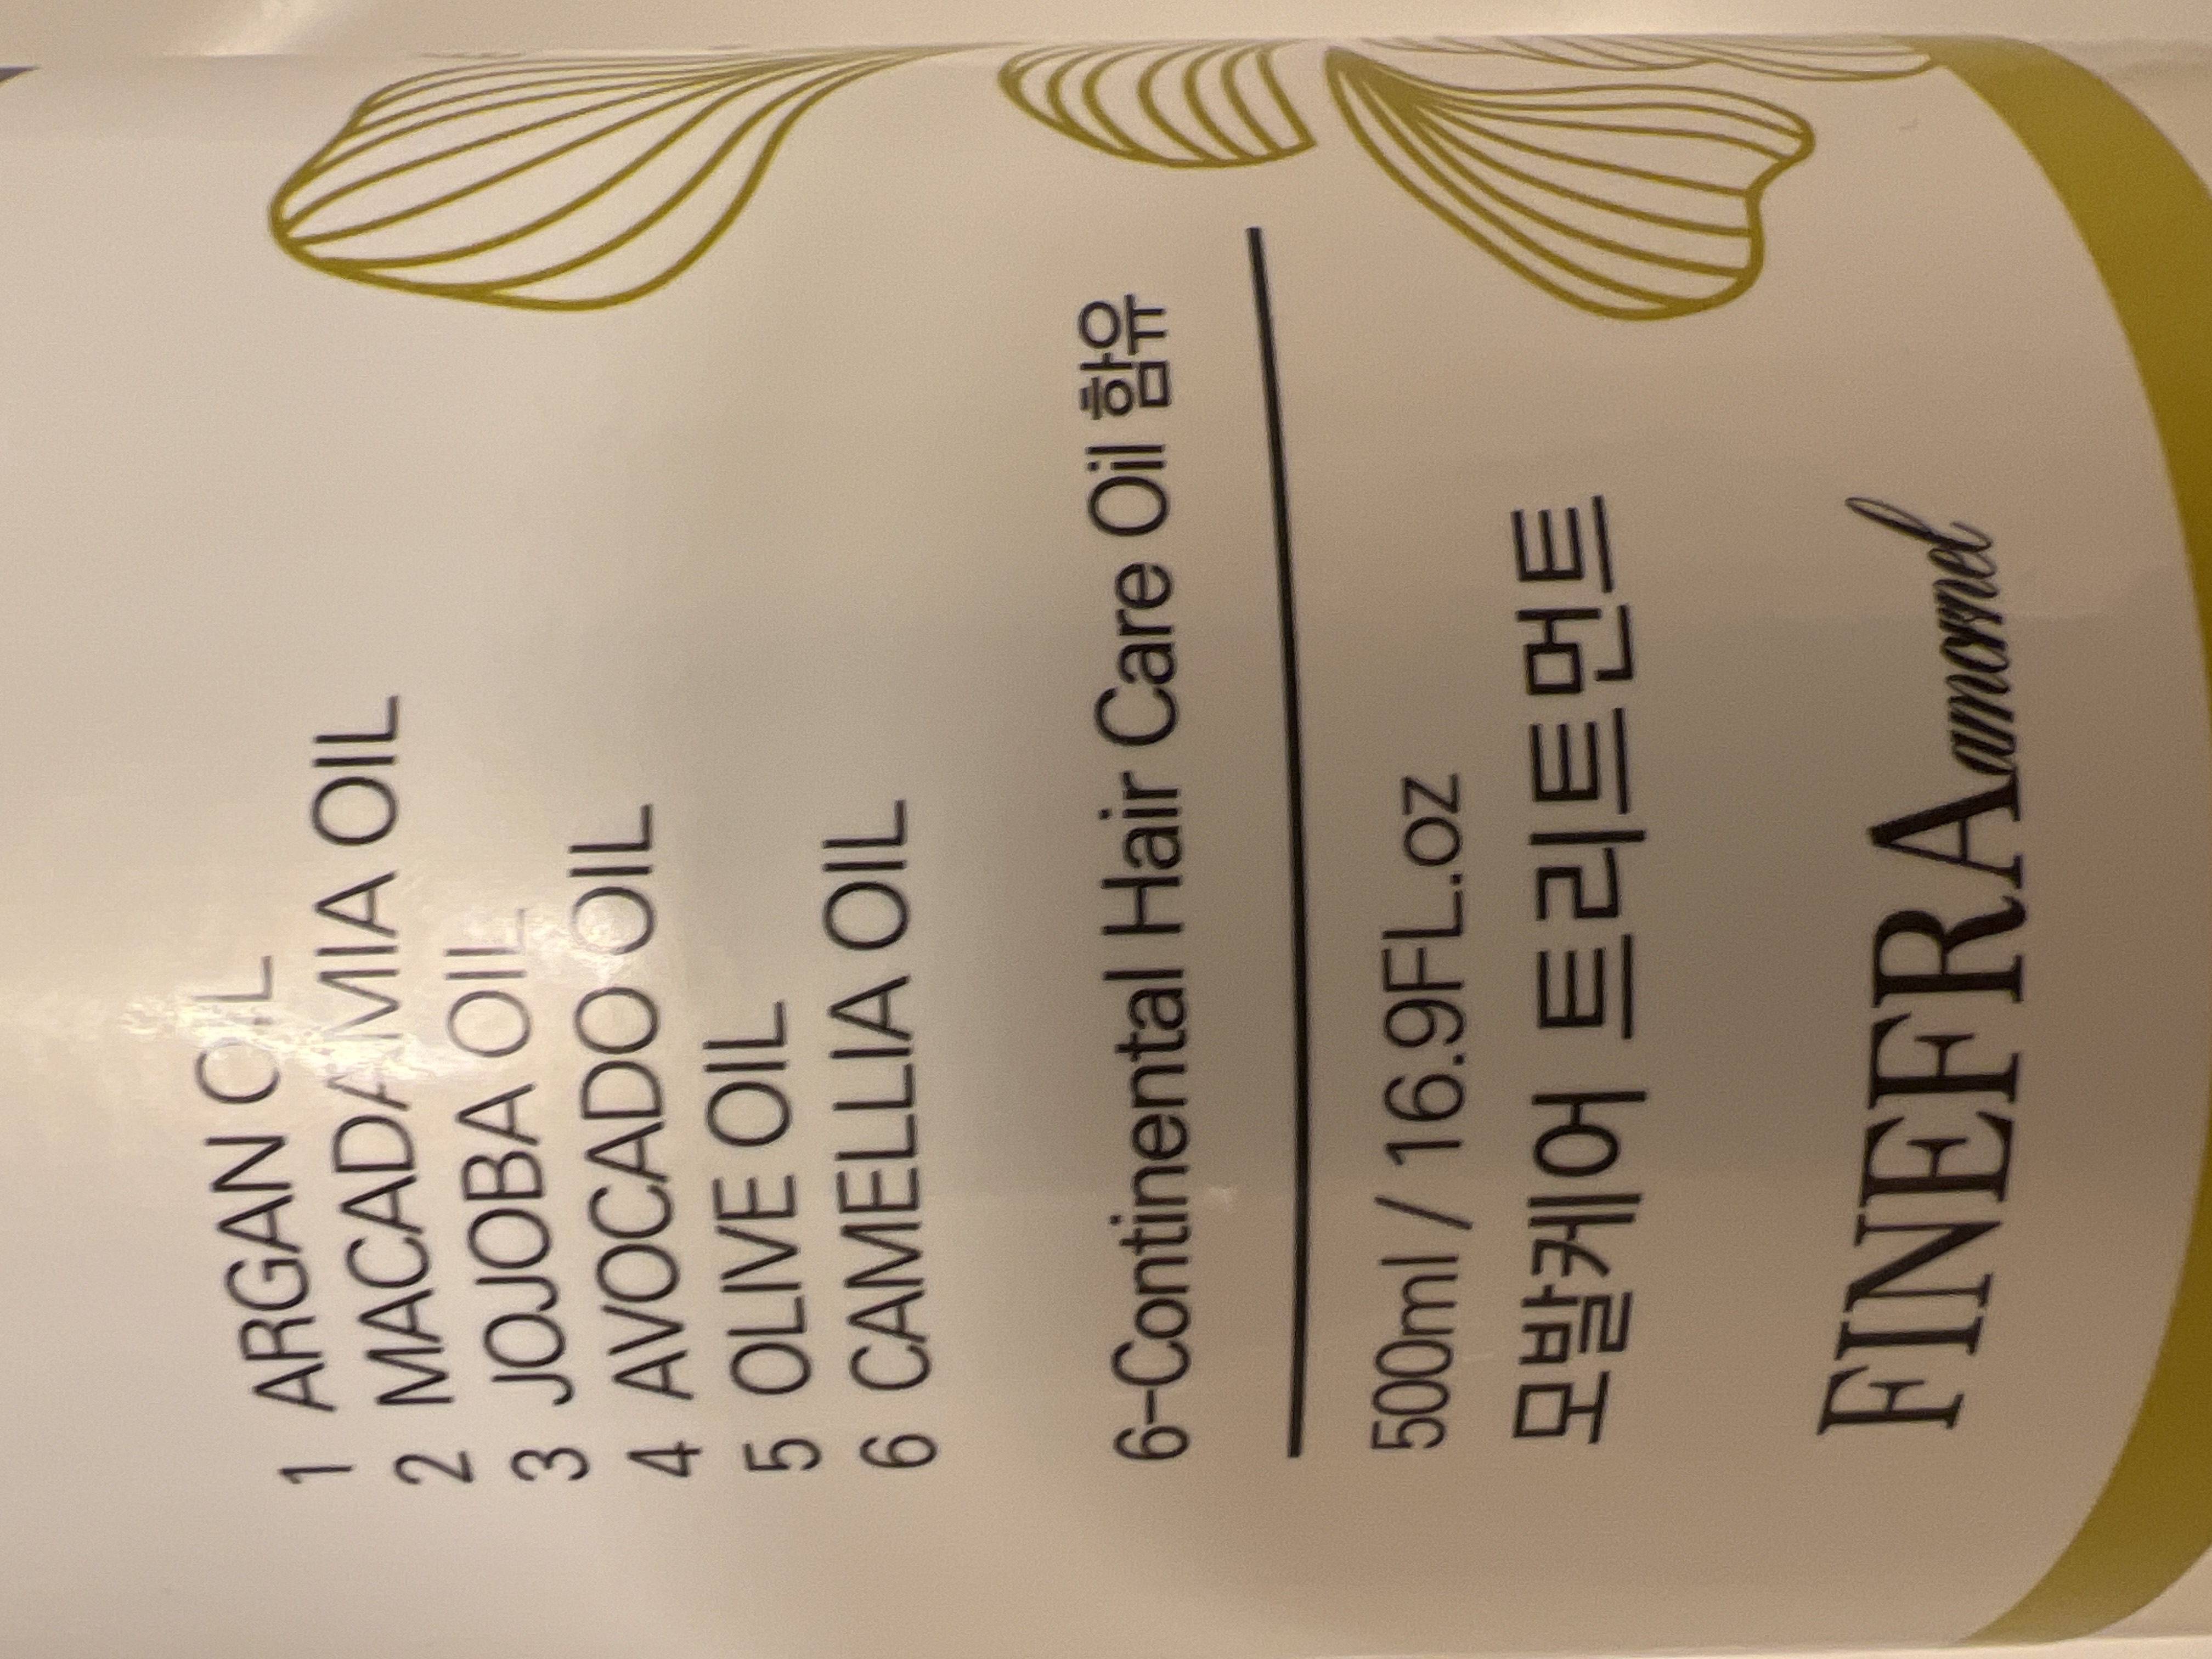 1 ARGAN OIL
2 MACADAMIA OIL
3 JOJOBA OIL
4 AVOCADO OIL
5 OLIVE OIL
6 CAMELLIA OIL
6-Continental Hair Care Oil 함유
500ml / 16.9FL.oz
모발케어 트리트먼트
FINEFRA amornel